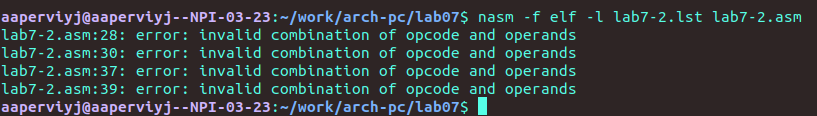 aaperviyj@aaperviyj--NPI-03-23:~/work/arch-pc/lab07$ nasm -f elf -l lab7-2.lst lab7-2.asm
lab7-2.asm:28: error: invalid combination of opcode and operands
lab7-2.asm:30: error: invalid combination of opcode and operands
lab7-2.asm:37: error: invalid combination of opcode and operands
lab7-2.asm:39: error: invalid combination of opcode and operands
aaperviyj@aaperviyj--NPI-03-23:~/work/arch-pc/lab07$